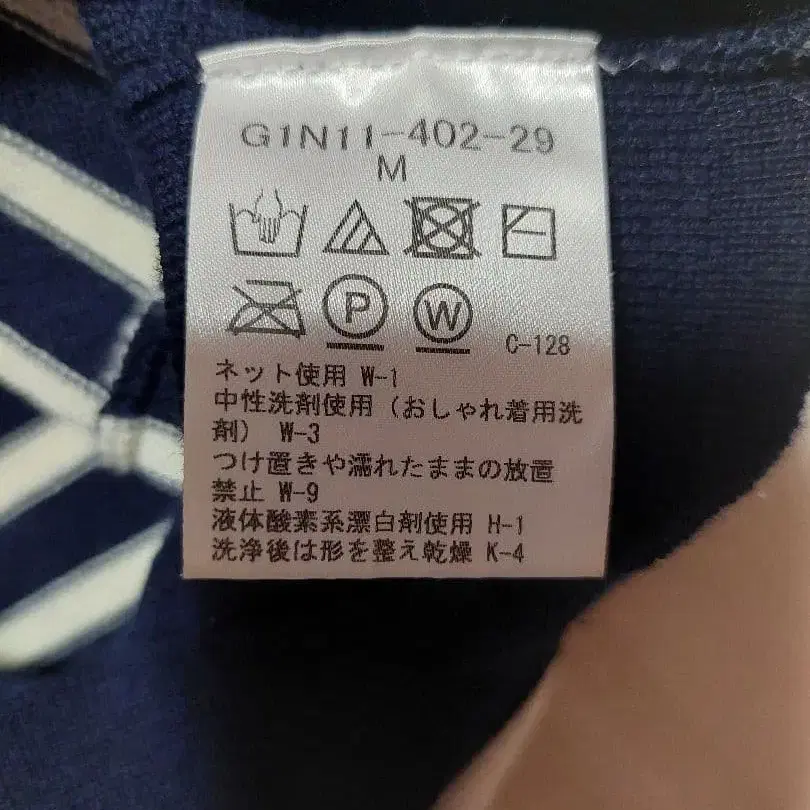 G1N11-402-29
M
P W
C-128
ネット使用 W-1
中性洗剤使用(おしゃれ着用洗
剤) W-3
つけ置きや濡れたままの放置
禁止 W-9
液体酸素系漂白剤使用 H-1
洗浄後は形を整え乾燥 K-4